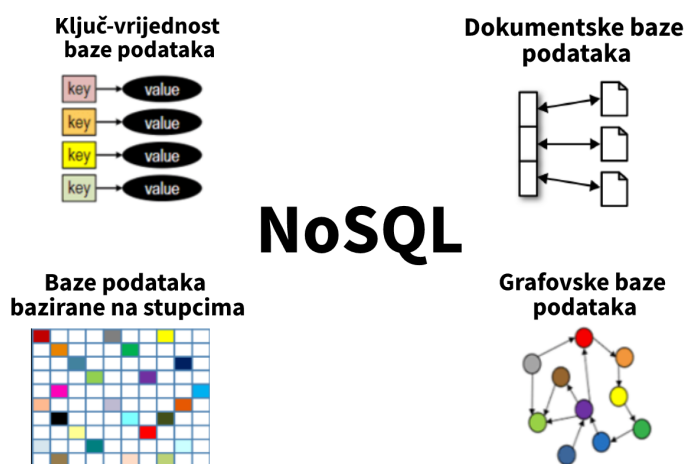 Ključ-vrijednost
baze podataka
key value
key value
key value
key value
Dokumentske baze
podataka
NoSQL
Baze podataka
bazirane na stupcima
Grafovske baze
podataka